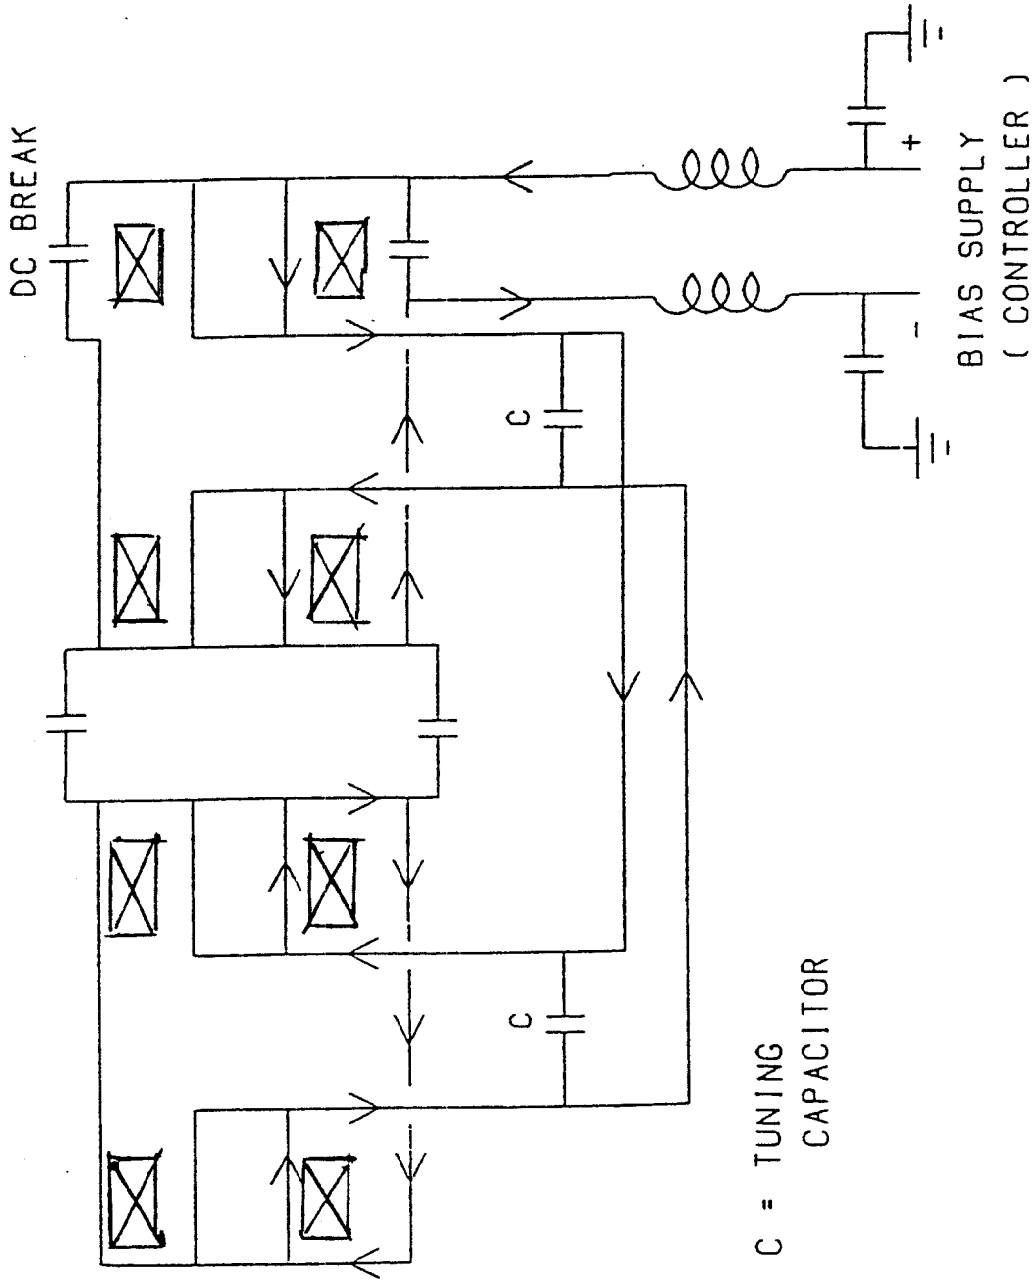 DC BREAK
C
C
+
-
BIAS SUPPLY
( CONTROLLER )
C = TUNING
CAPACITOR